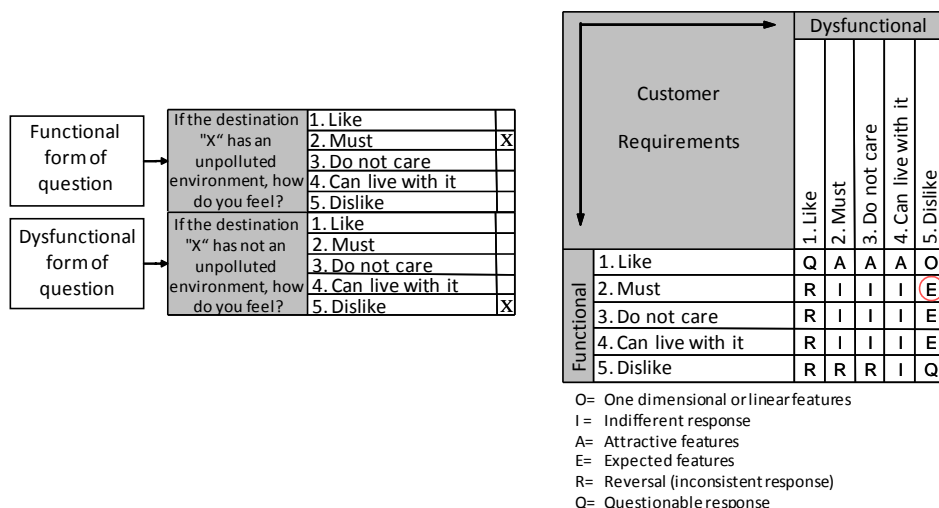 Functional
form of
question
If the destination
"X“ has an
unpolluted
environment, how
do you feel?
1. Like
2. Must X
3. Do not care
4. Can live with it
5. Dislike
Dysfunctional
form of
question
If the destination
"X“ has not an
unpolluted
environment, how
do you feel?
1. Like
2. Must
3. Do not care
4. Can live with it
5. Dislike X
Customer
Requirements
Dysfunctional
1. Like
2. Must
3. Do not care
4. Can live with it
5. Dislike
Functional
1. Like Q A A A O
2. Must R I I I E
3. Do not care R I I I E
4. Can live with it R I I I E
5. Dislike R R R I Q
O= One dimensional or linear features
I = Indifferent response
A= Attractive features
E= Expected features
R= Reversal (inconsistent response)
Q= Questionable response